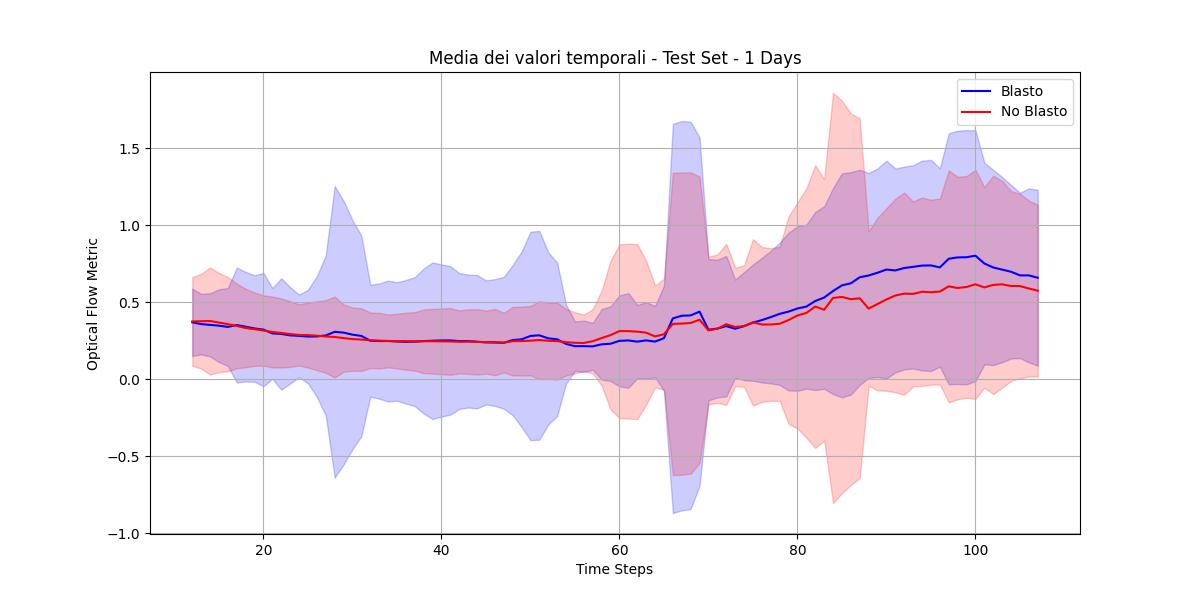 Media dei valori temporali - Test Set - 1 Days
Blasto
No Blasto
Optical Flow Metric
1.5
1.0
0.5
0.0
−0.5
−1.0
20 40 60 80 100
Time Steps